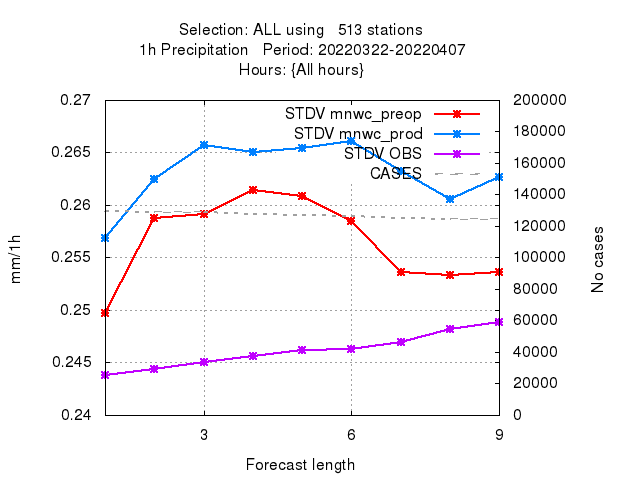 Selection: ALL using   513 stations
1h Precipitation   Period: 20220322-20220407
Hours: {All hours}
STDV mnwc_preop
STDV mnwc_prod
STDV OBS
CASES
0.27
0.265
0.26
0.255
0.25
0.245
0.24
mm/1h
200000
180000
160000
140000
120000
100000
80000
60000
40000
20000
0
No cases
3 6 9
Forecast length